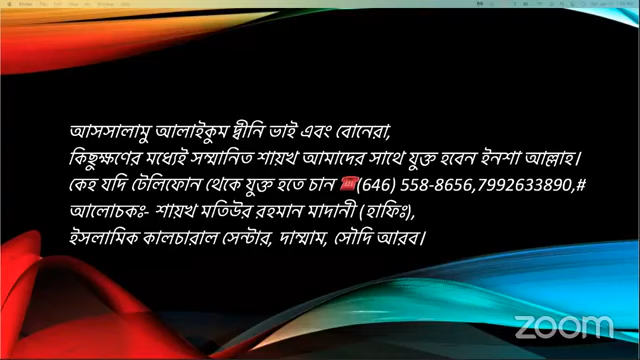 আসসালামু আলাইকুম দ্বীনি ভাই এবং বোনেরা,
কিছুক্ষণের মধ্যেই সম্মানিত শায়খ আমাদের সাথে যুক্ত হবেন ইনশা আল্লাহ।
কেহ যদি টেলিফোন থেকে যুক্ত হতে চান ☎(646) 558-8656,7992633890,#
আলোচকঃ- শায়খ মতিউর রহমান মাদানী (হাফিঃ),
ইসলামিক কালচারাল সেন্টার, দাম্মাম, সৌদি আরব।
zoom